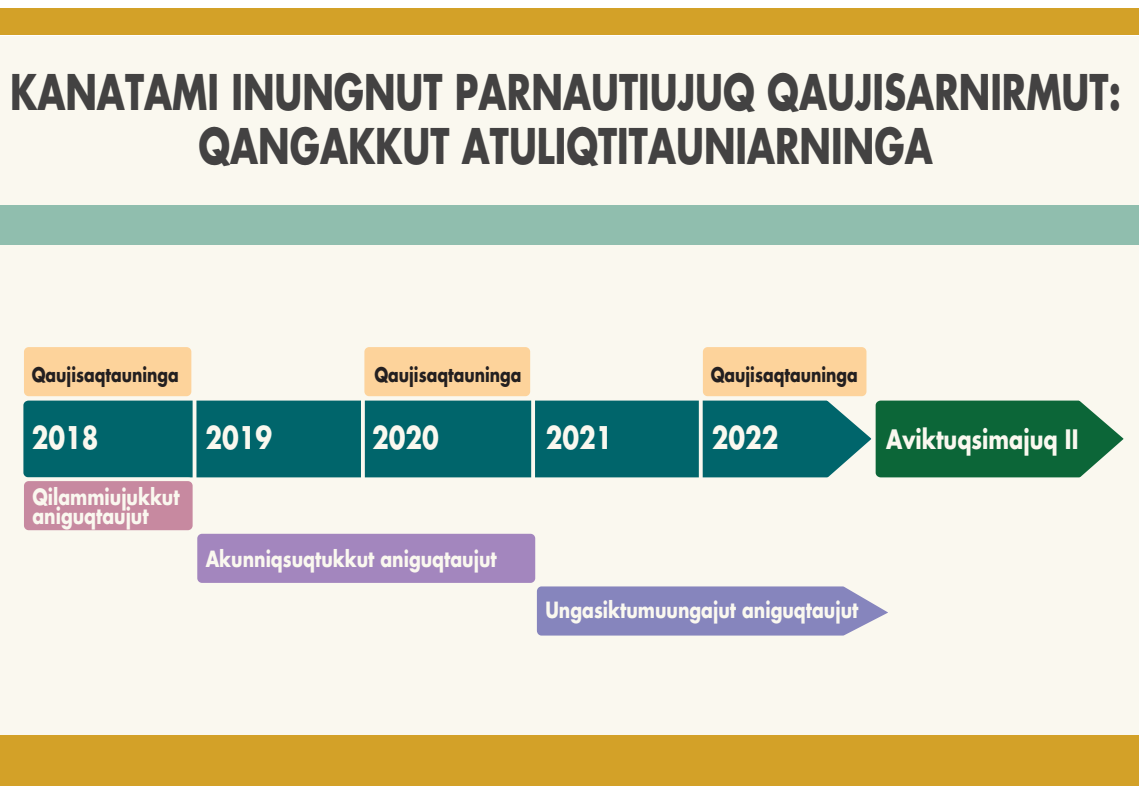 KANATAMI INUNGNUT PARNAUTIUJUQ QAUJISARNIRMUT:
QANGAKKUT ATULIQTITAUNIARNINGA
Qaujisaqtauninga
Qaujisaqtauninga
Qaujisaqtauninga
2018
2019
2020
2021
2022
Aviktuqsimajuq II
Qilammiujukkut
aniguqtaujut
Akunniqsuqtukkut aniguqtaujut
Ungasiktumuungajut aniguqtaujut